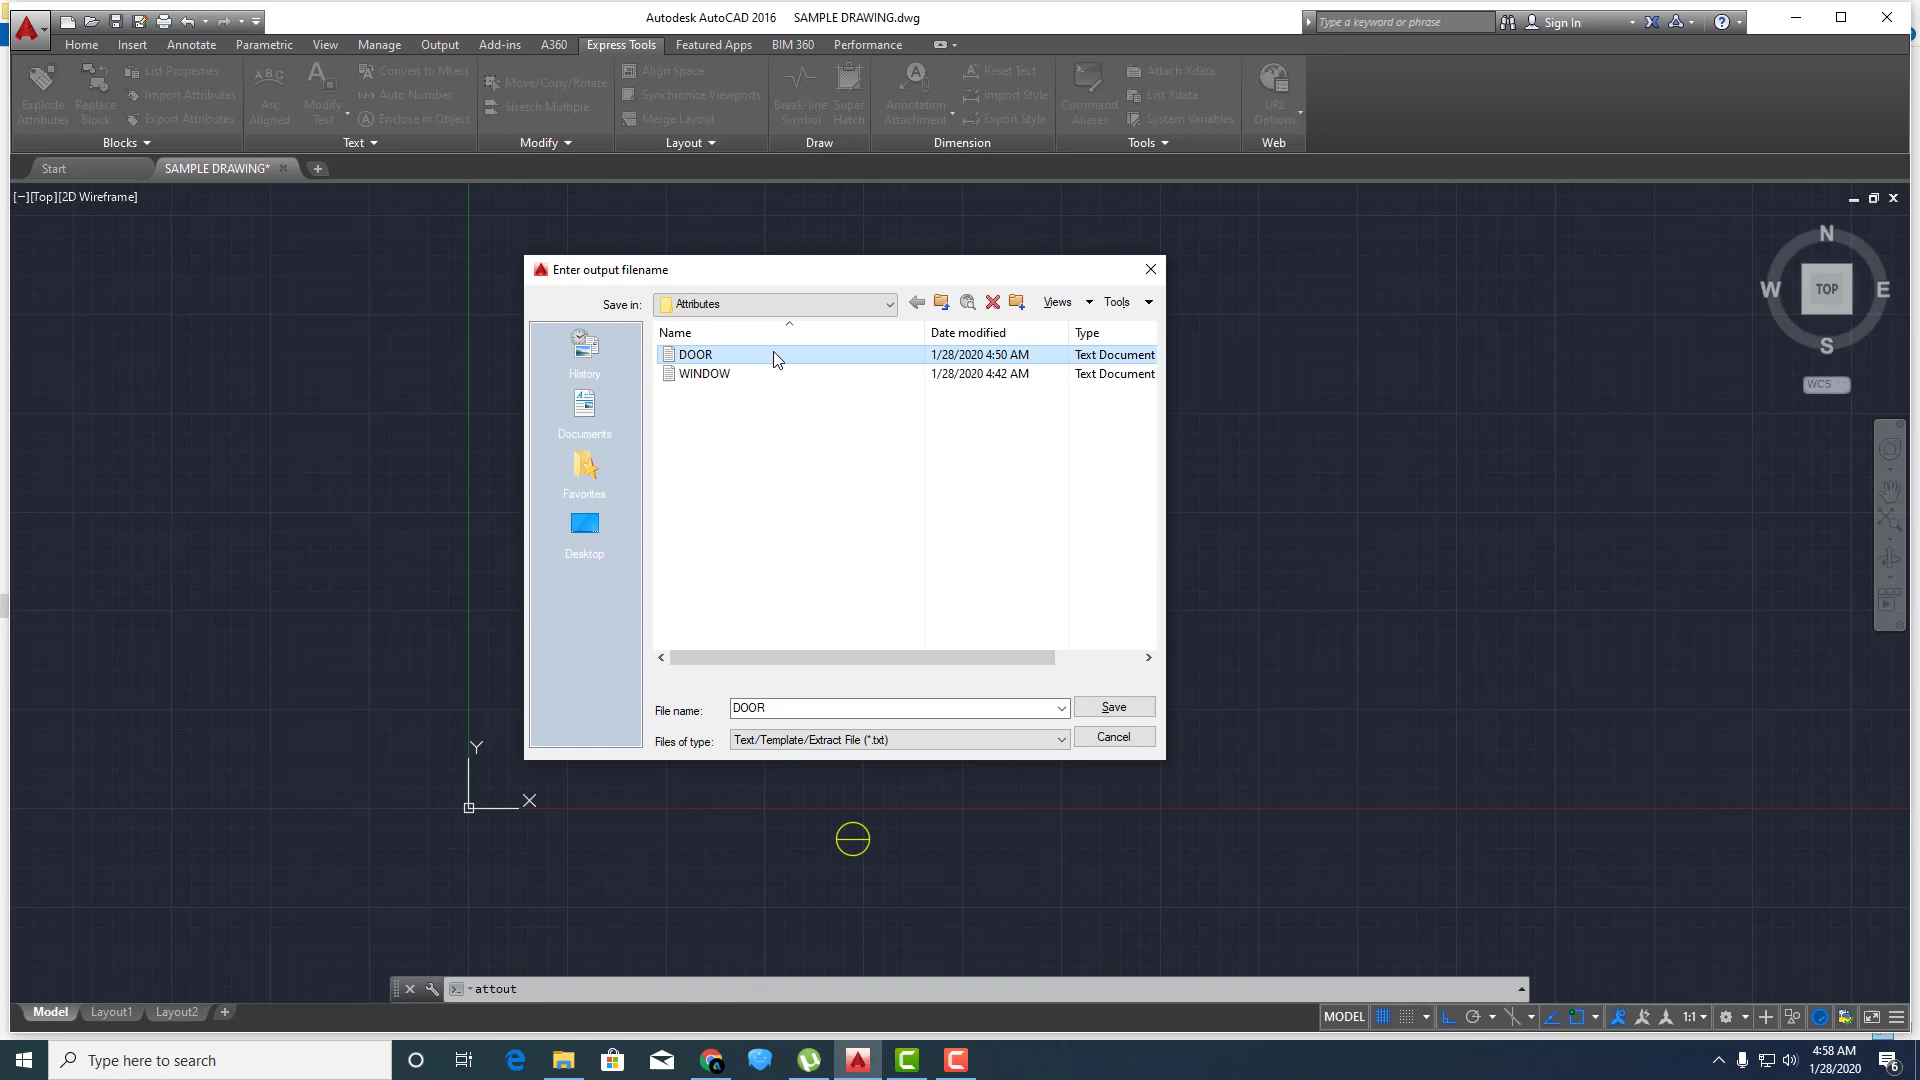 Autodesk AutoCAD 2016 SAMPLE DRAWING.dwg
Type a keyword or phrase
Sign In
Home Insert Annotate Parametric View Manage Output Add-ins A360 Express Tools Featured Apps BIM 360 Performance
Explode Attributes
Replace Block
List Properties
Import Attributes
Export Attributes
Blocks
Arc Aligned
Modify Text
Convert to Mtext
Auto Number
Enclose in Object
Text
Move/Copy/Rotate
Stretch Multiple
Modify
Align Space
Synchronize Viewports
Merge Layout
Layout
Break-line Symbol
Super Hatch
Draw
Annotation Attachment
Reset Text
Import Style
Export Style
Dimension
Command Aliases
Attach Xdata
List Xdata
System Variables
Tools
URL Options
Web
Start SAMPLE DRAWING*
[−][Top][2D Wireframe]
N
W TOP E
S
WCS
Enter output filename
Save in: Attributes Views Tools
Name Date modified Type
DOOR 1/28/2020 4:50 AM Text Document
WINDOW 1/28/2020 4:42 AM Text Document
History
Documents
Favorites
Desktop
File name: DOOR Save
Files of type: Text/Template/Extract File (*.txt) Cancel
Y
X
attout
Model Layout1 Layout2
MODEL 1:1
Type here to search
4:58 AM
1/28/2020
6